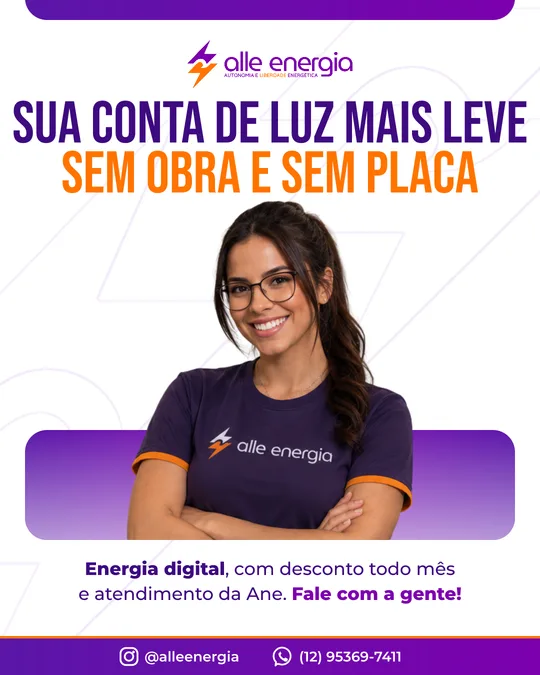 alle energia
AUTONOMIA E LIBERDADE ENERGÉTICA
SUA CONTA DE LUZ MAIS LEVE
SEM OBRA E SEM PLACA
alle energia
Energia digital, com desconto todo mês
e atendimento da Ane. Fale com a gente!
@alleenergia (12) 95369-7411